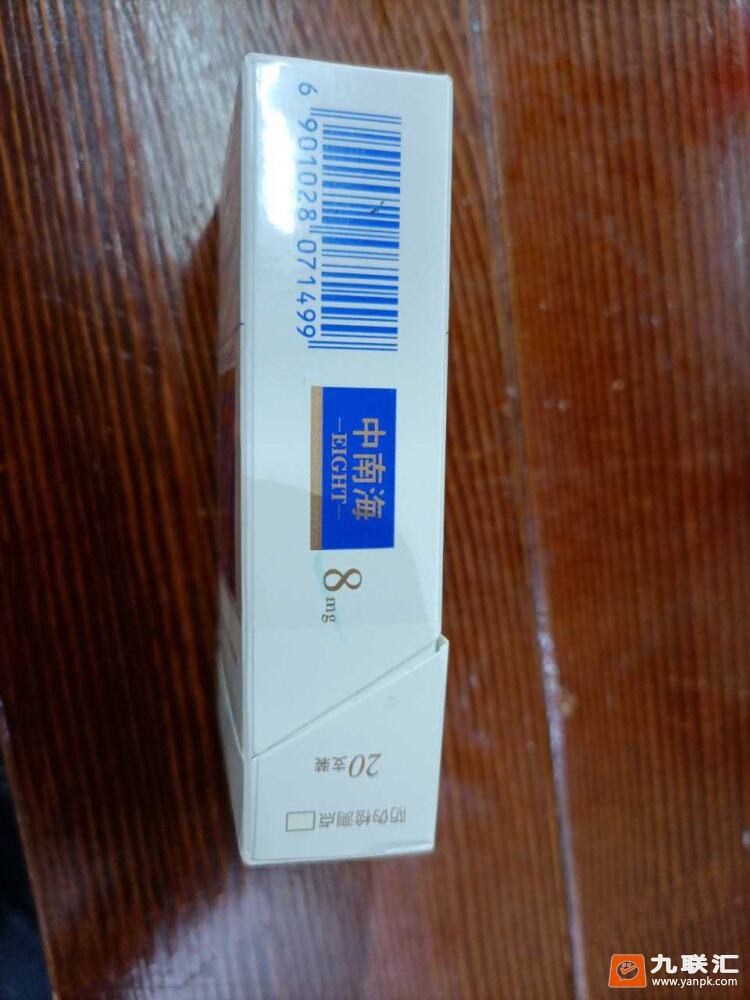 6 901028 071499
中南海
—EIGHT—
8mg
20支装
防伪检测点
九联汇
www.yanpk.com